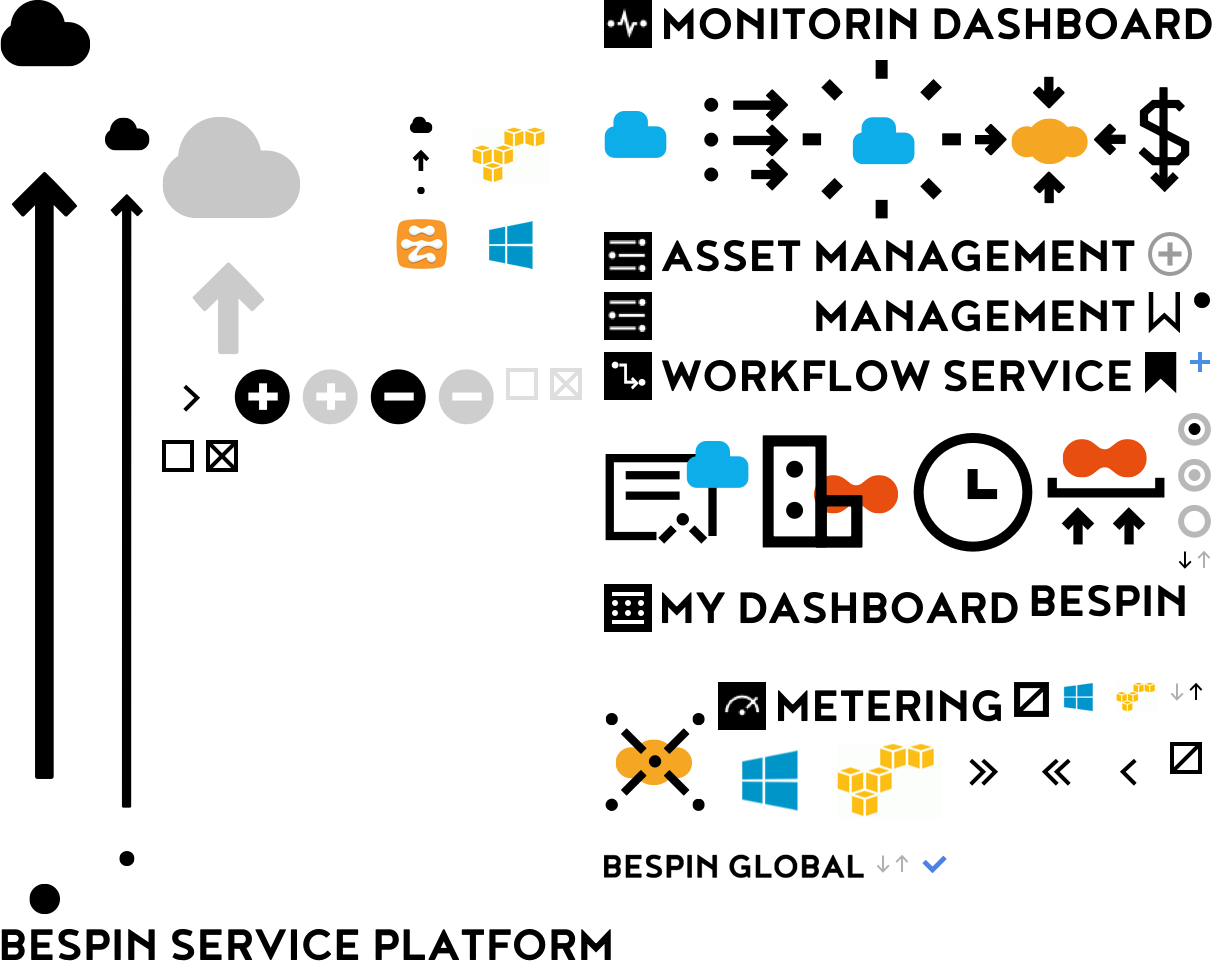 MONITORIN DASHBOARD
ASSET MANAGEMENT
MANAGEMENT
WORKFLOW SERVICE
MY DASHBOARD
BESPIN
METERING
BESPIN GLOBAL
BESPIN SERVICE PLATFORM